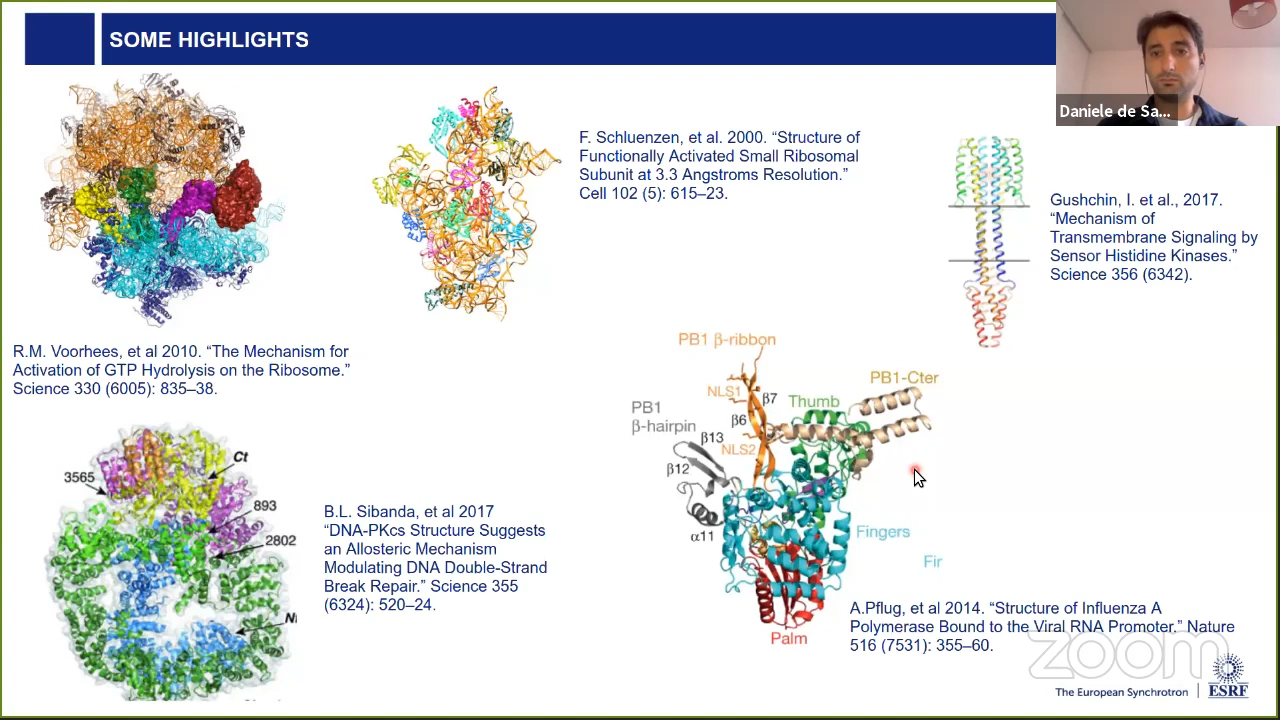 SOME HIGHLIGHTS
Daniele de Sa...
F. Schluenzen, et al. 2000. “Structure of
Functionally Activated Small Ribosomal
Subunit at 3.3 Angstroms Resolution.”
Cell 102 (5): 615–23.
Gushchin, I. et al., 2017.
“Mechanism of
Transmembrane Signaling by
Sensor Histidine Kinases.”
Science 356 (6342).
R.M. Voorhees, et al 2010. “The Mechanism for
Activation of GTP Hydrolysis on the Ribosome.”
Science 330 (6005): 835–38.
PB1 β-ribbon
NLS1
β7
β6
NLS2
PB1
β-hairpin
β13
β12
α11
Thumb
PB1-Cter
Fingers
Fir
Palm
3565
Ct
893
2802
B.L. Sibanda, et al 2017
“DNA-PKcs Structure Suggests
an Allosteric Mechanism
Modulating DNA Double-Strand
Break Repair.” Science 355
(6324): 520–24.
A.Pflug, et al 2014. “Structure of Influenza A
Polymerase Bound to the Viral RNA Promoter.” Nature
516 (7531): 355–60.
zoom
The European Synchrotron
ESRF